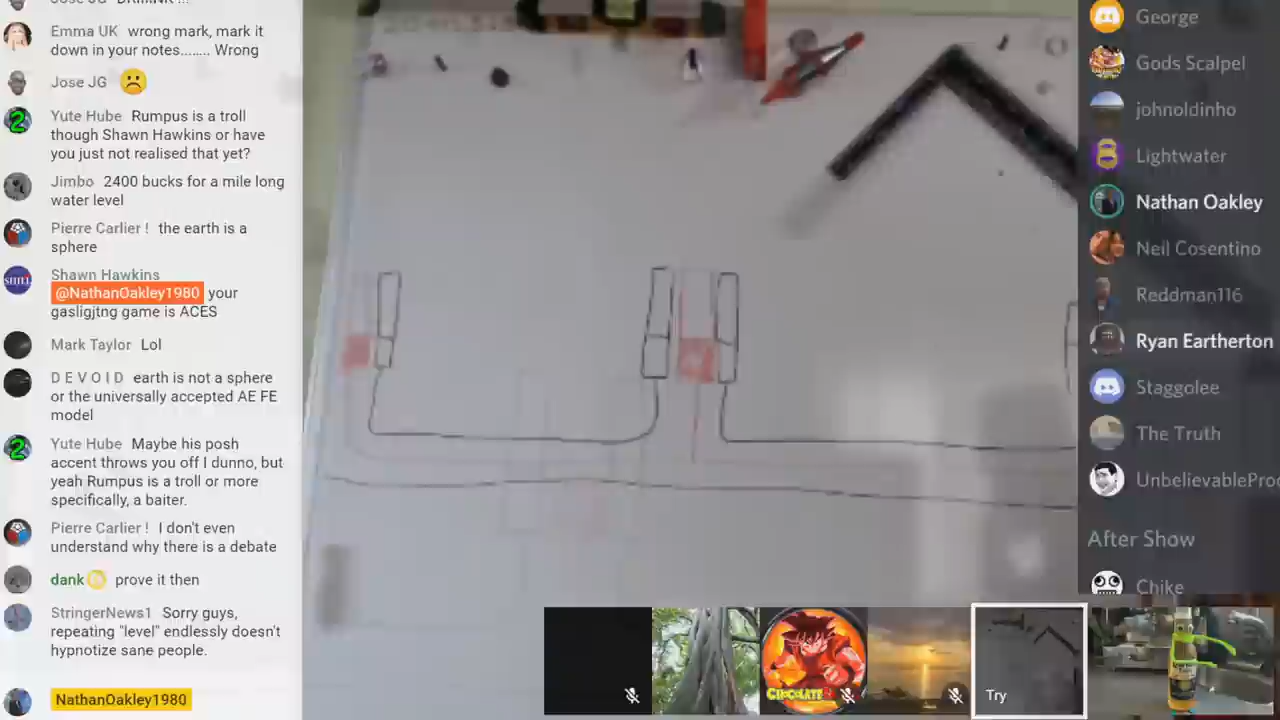 Jose JG DRiiiNK ...!
Emma UK wrong mark, mark it
down in your notes........ Wrong
Jose JG
Yute Hube Rumpus is a troll
though Shawn Hawkins or have
you just not realised that yet?
Jimbo 2400 bucks for a mile long
water level
Pierre Carlier ! the earth is a
sphere
Shawn Hawkins
@NathanOakley1980 your
gasligjtng game is ACES
Mark Taylor Lol
D E V O I D earth is not a sphere
or the universally accepted AE FE
model
Yute Hube Maybe his posh
accent throws you off I dunno, but
yeah Rumpus is a troll or more
specifically, a baiter.
Pierre Carlier ! I don't even
understand why there is a debate
dank prove it then
StringerNews1 Sorry guys,
repeating "level" endlessly doesn't
hypnotize sane people.
NathanOakley1980
George
Gods Scalpel
johnoldinho
Lightwater
Nathan Oakley
Neil Cosentino
Reddman116
Ryan Eartherton
Staggolee
The Truth
UnbelievablePro
After Show
Chike
CHOCOLATE
Try